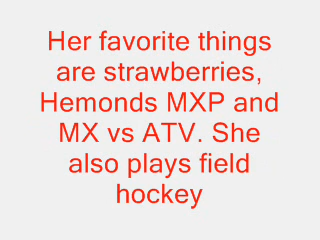 Her favorite things
are strawberries,
Hemonds MXP and
MX vs ATV. She
also plays field
hockey